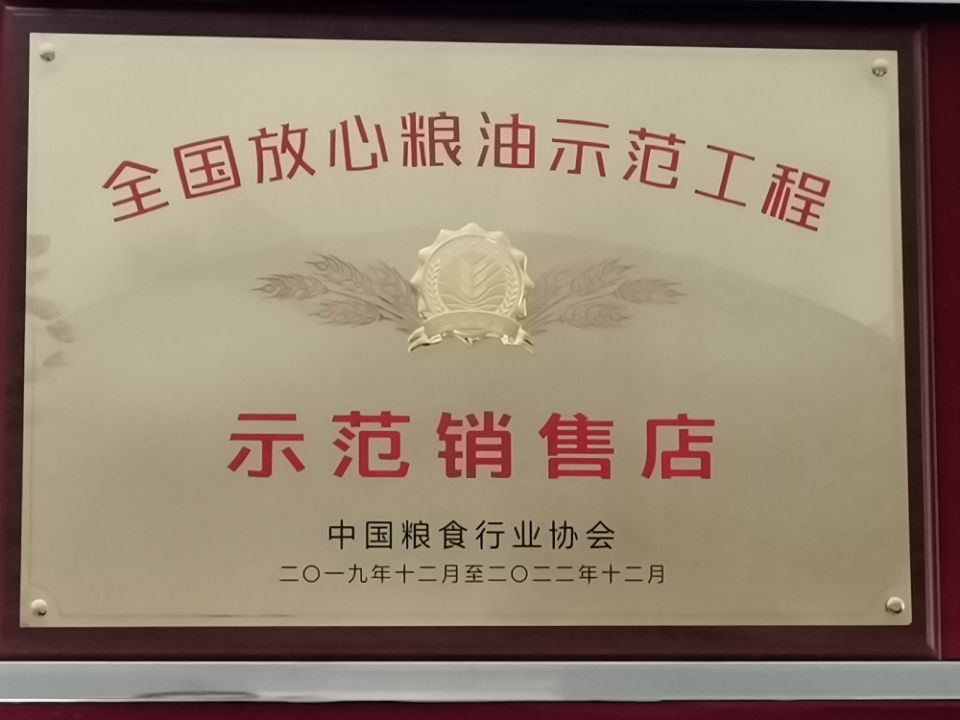 全国放心粮油示范工程
示范销售店
中国粮食行业协会
二〇一九年十二月至二〇二二年十二月